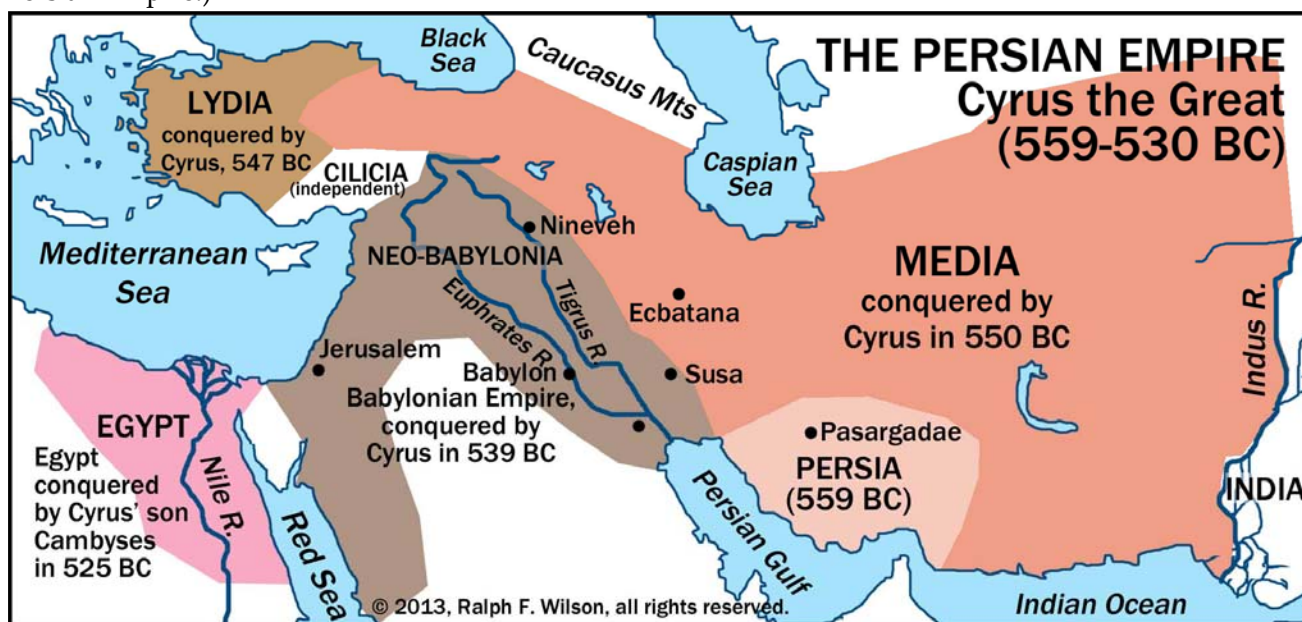 THE PERSIAN EMPIRE
Cyrus the Great
(559-530 BC)
Black
Sea
Caucasus Mts
Caspian
Sea
LYDIA
conquered by
Cyrus, 547 BC
CILICIA
(independent)
Mediterranean
Sea
Nineveh
NEO-BABYLONIA
Euphrates R.
Tigrus R.
Ecbatana
MEDIA
conquered by
Cyrus in 550 BC
Indus R.
Jerusalem
Babylon
Susa
Babylonian Empire,
conquered by
Cyrus in 539 BC
Pasargadae
PERSIA
(559 BC)
INDIA
EGYPT
Egypt
conquered
by Cyrus' son
Cambyses
in 525 BC
Nile R.
Red Sea
Persian Gulf
Indian Ocean
© 2013, Ralph F. Wilson, all rights reserved.